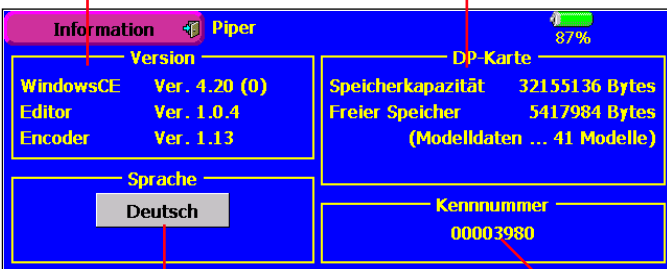 Information Piper 87%
Version
WindowsCE Ver. 4.20 (0)
Editor Ver. 1.0.4
Encoder Ver. 1.13
Sprache
Deutsch
DP-Karte
Speicherkapazität 32155136 Bytes
Freier Speicher 5417984 Bytes
(Modelldaten ... 41 Modelle)
Kennnummer
00003980